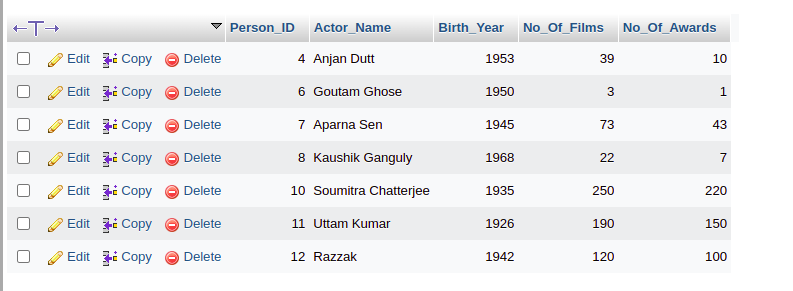 Person_ID Actor_Name Birth_Year No_Of_Films No_Of_Awards
Edit Copy Delete 4 Anjan Dutt 1953 39 10
Edit Copy Delete 6 Goutam Ghose 1950 3 1
Edit Copy Delete 7 Aparna Sen 1945 73 43
Edit Copy Delete 8 Kaushik Ganguly 1968 22 7
Edit Copy Delete 10 Soumitra Chatterjee 1935 250 220
Edit Copy Delete 11 Uttam Kumar 1926 190 150
Edit Copy Delete 12 Razzak 1942 120 100